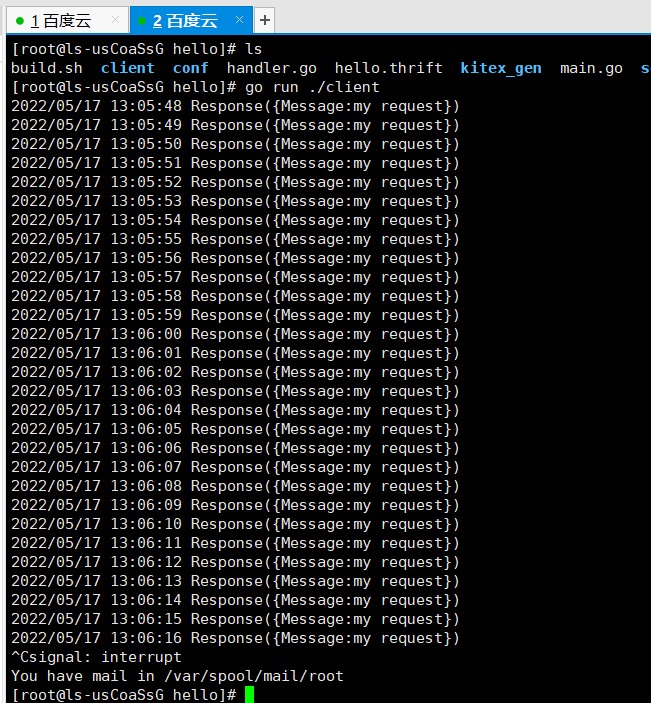 1 百度云 × 2 百度云 × +
[root@ls-usCoaSsG hello]# ls
build.sh client conf handler.go hello.thrift kitex_gen main.go
[root@ls-usCoaSsG hello]# go run ./client
2022/05/17 13:05:48 Response({Message:my request})
2022/05/17 13:05:49 Response({Message:my request})
2022/05/17 13:05:50 Response({Message:my request})
2022/05/17 13:05:51 Response({Message:my request})
2022/05/17 13:05:52 Response({Message:my request})
2022/05/17 13:05:53 Response({Message:my request})
2022/05/17 13:05:54 Response({Message:my request})
2022/05/17 13:05:55 Response({Message:my request})
2022/05/17 13:05:56 Response({Message:my request})
2022/05/17 13:05:57 Response({Message:my request})
2022/05/17 13:05:58 Response({Message:my request})
2022/05/17 13:05:59 Response({Message:my request})
2022/05/17 13:06:00 Response({Message:my request})
2022/05/17 13:06:01 Response({Message:my request})
2022/05/17 13:06:02 Response({Message:my request})
2022/05/17 13:06:03 Response({Message:my request})
2022/05/17 13:06:04 Response({Message:my request})
2022/05/17 13:06:05 Response({Message:my request})
2022/05/17 13:06:06 Response({Message:my request})
2022/05/17 13:06:07 Response({Message:my request})
2022/05/17 13:06:08 Response({Message:my request})
2022/05/17 13:06:09 Response({Message:my request})
2022/05/17 13:06:10 Response({Message:my request})
2022/05/17 13:06:11 Response({Message:my request})
2022/05/17 13:06:12 Response({Message:my request})
2022/05/17 13:06:13 Response({Message:my request})
2022/05/17 13:06:14 Response({Message:my request})
2022/05/17 13:06:15 Response({Message:my request})
2022/05/17 13:06:16 Response({Message:my request})
^Csignal: interrupt
You have mail in /var/spool/mail/root
[root@ls-usCoaSsG hello]#